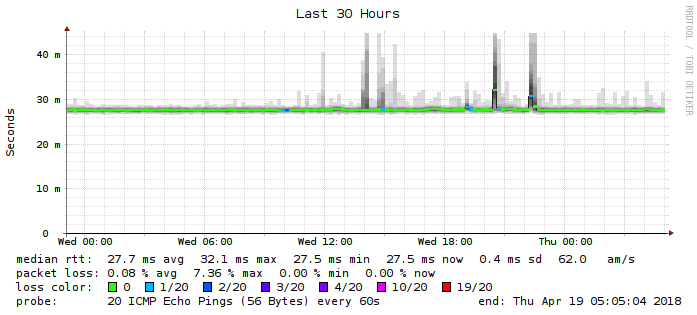 Last 30 Hours
RRDTOOL / TOBI OETIKER
Seconds
40 m
30 m
20 m
10 m
0
Wed 00:00 Wed 06:00 Wed 12:00 Wed 18:00 Thu 00:00
median rtt: 27.7 ms avg 32.1 ms max 27.5 ms min 27.5 ms now 0.4 ms sd 62.0 am/s
packet loss: 0.08 % avg 7.36 % max 0.00 % min 0.00 % now
loss color: 0 1/20 2/20 3/20 4/20 10/20 19/20
probe: 20 ICMP Echo Pings (56 Bytes) every 60s end: Thu Apr 19 05:05:04 2018